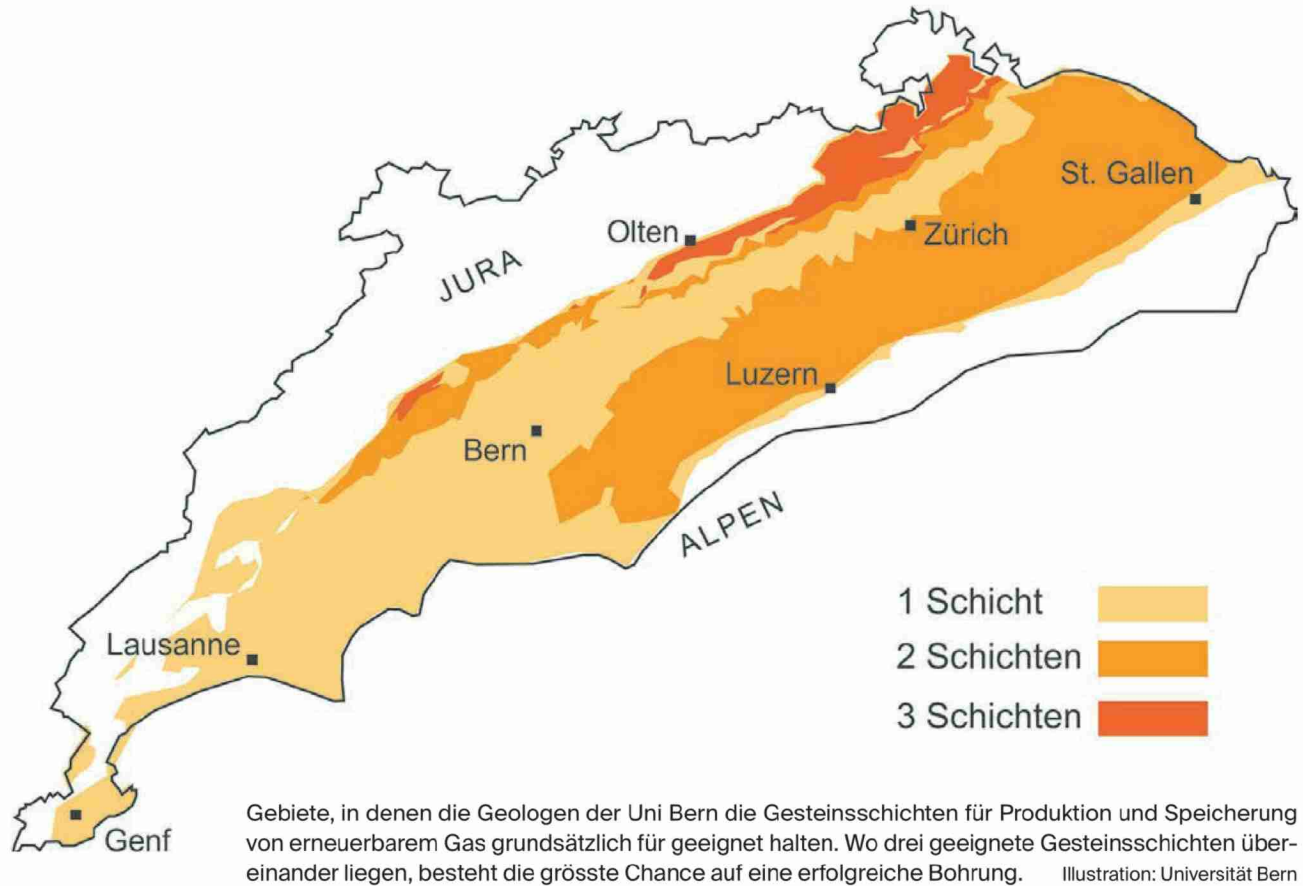 St. Gallen
Olten
Zürich
JURA
Luzern
Bern
ALPEN
1 Schicht
Lausanne
2 Schichten
3 Schichten
Genf
Gebiete, in denen die Geologen der Uni Bern die Gesteinsschichten für Produktion und Speicherung
von erneuerbarem Gas grundsätzlich für geeignet halten. Wo drei geeignete Gesteinsschichten über-
einander liegen, besteht die grösste Chance auf eine erfolgreiche Bohrung. Illustration: Universität Bern